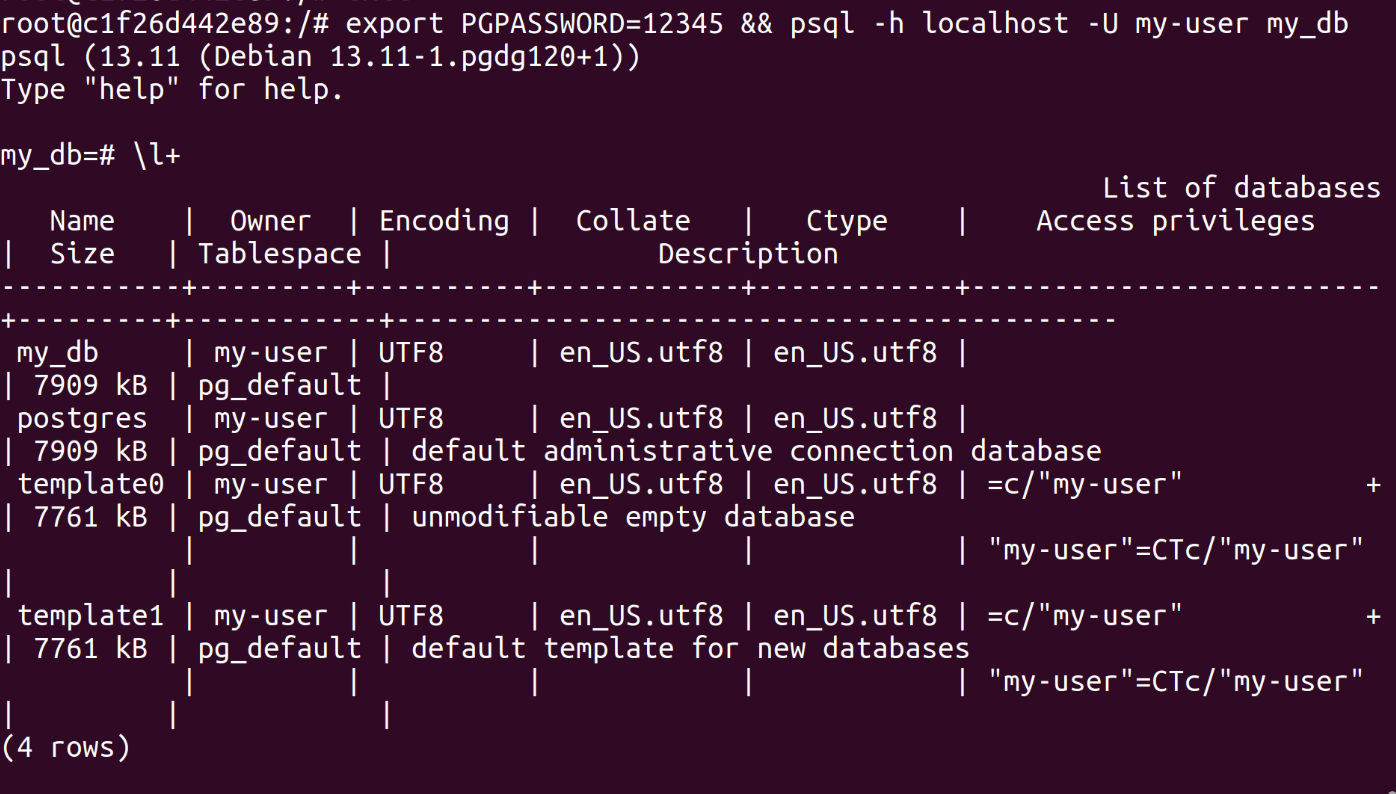 root@c1f26d442e89:/# export PGPASSWORD=12345 && psql -h localhost -U my-user my_db
psql (13.11 (Debian 13.11-1.pgdg120+1))
Type "help" for help.

my_db=# \l+
                                                                   List of databases
   Name    |  Owner  | Encoding |  Collate   |   Ctype    |    Access privileges    
|  Size   | Tablespace |                Description                 
-----------+---------+----------+------------+------------+-------------------------
+---------+------------+--------------------------------------------
 my_db     | my-user | UTF8     | en_US.utf8 | en_US.utf8 |                         
| 7909 kB | pg_default | 
 postgres  | my-user | UTF8     | en_US.utf8 | en_US.utf8 |                         
| 7909 kB | pg_default | default administrative connection database
 template0 | my-user | UTF8     | en_US.utf8 | en_US.utf8 | =c/"my-user"           +
| 7761 kB | pg_default | unmodifiable empty database
           |         |          |            |            | "my-user"=CTc/"my-user" 
|         |            | 
 template1 | my-user | UTF8     | en_US.utf8 | en_US.utf8 | =c/"my-user"           +
| 7761 kB | pg_default | default template for new databases
           |         |          |            |            | "my-user"=CTc/"my-user" 
|         |            | 
(4 rows)